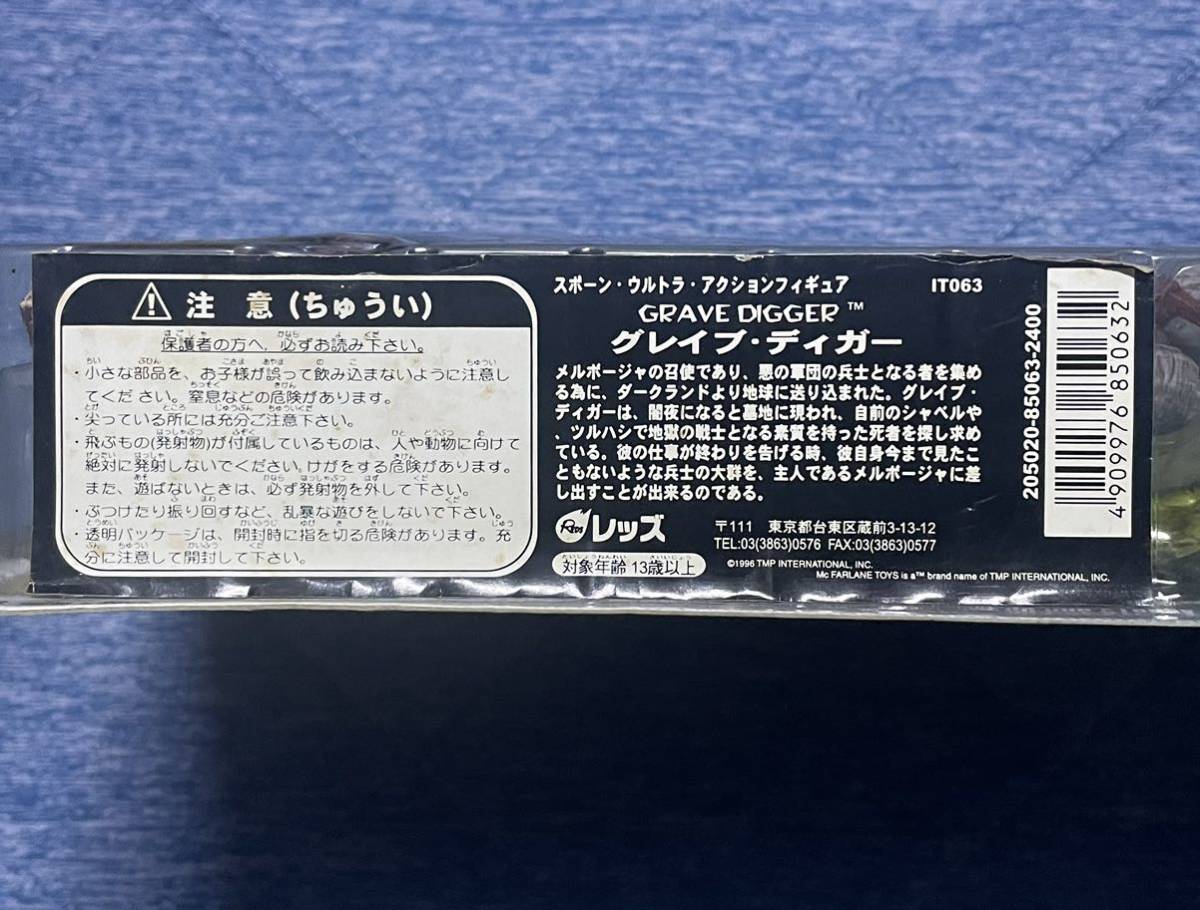 注 意 (ちゅうい)
保護者の方へ、必ずお読み下さい。
・小さな部品を、お子様が誤って飲み込まないように注意し
てください。窒息などの危険があります。
・尖っている所には充分ご注意下さい。
・飛ぶもの(発射物)が付属しているものは、人や動物に向けて
絶対に発射しないでください。けがをする危険があります。
また、遊ばないときは、必ず発射物を外して下さい。
・ぶつけたり振り回すなど、乱暴な遊びをしないで下さい。
・透明パッケージは、開封時に指を切る危険があります。充
分に注意して開封して下さい。
スポーン・ウルトラ・アクションフィギュア IT063
GRAVE DIGGER™
グレイブ・ディガー
メルボージャの召使であり、悪の軍団の兵士となる者を集め
る為に、ダークランドより地球に送り込まれた。グレイブ・
ディガーは、闇夜になると墓地に現われ、自前のシャベルや
、ツルハシで地獄の戦士となる素質を持った死者を探し求め
ている。彼の仕事が終わりを告げる時、彼自身今まで見たこ
ともないような兵士の大群を、主人であるメルボージャに差
し出すことが出来るのである。
REDS レッズ
〒111 東京都台東区蔵前3-13-12
TEL:03(3863)0576 FAX:03(3863)0577
対象年齢 13歳以上
たいしょうねんれい さいいじょう
©1996 TMP INTERNATIONAL, INC.
Mc FARLANE TOYS is a™ brand name of TMP INTERNATIONAL, INC.
205020-85063-2400
4909976850632